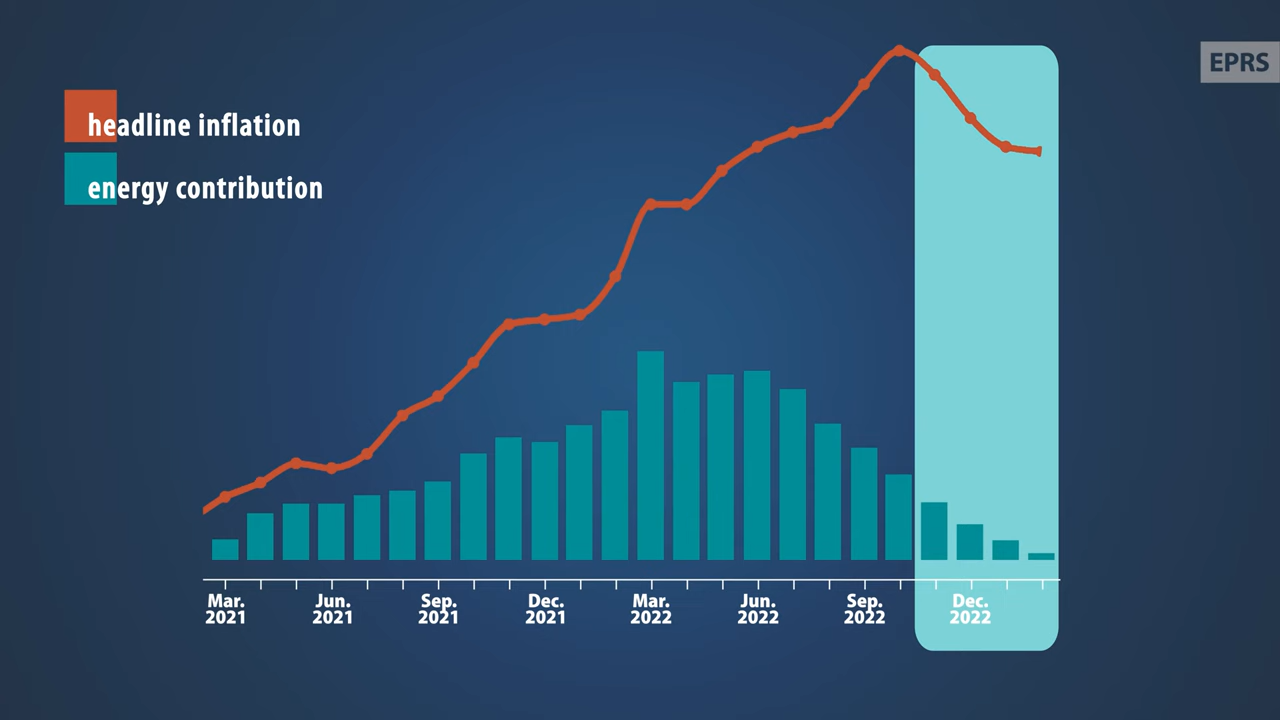 EPRS
headline inflation
energy contribution
Mar. Jun. Sep. Dec. Mar. Jun. Sep. Dec.
2021 2021 2021 2021 2022 2022 2022 2022